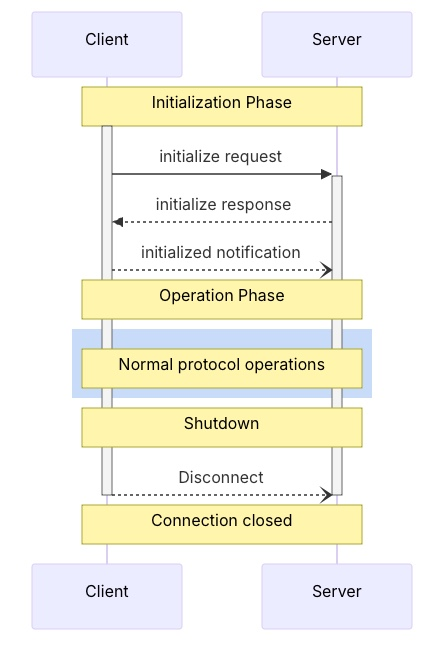 Client
Server
Initialization Phase
initialize request
initialize response
initialized notification
Operation Phase
Normal protocol operations
Shutdown
Disconnect
Connection closed
Client
Server